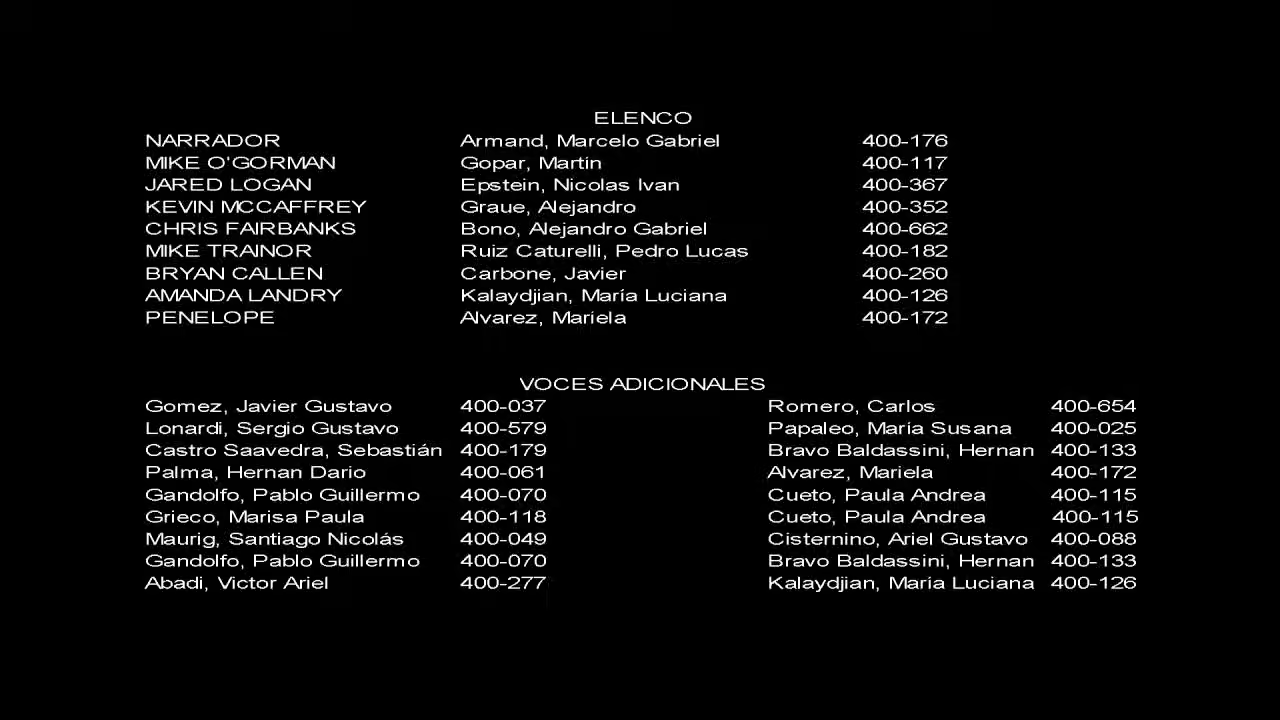 ELENCO
NARRADOR Armand, Marcelo Gabriel 400-176
MIKE O'GORMAN Gopar, Martin 400-117
JARED LOGAN Epstein, Nicolas Ivan 400-367
KEVIN MCCAFFREY Graue, Alejandro 400-352
CHRIS FAIRBANKS Bono, Alejandro Gabriel 400-662
MIKE TRAINOR Ruiz Caturelli, Pedro Lucas 400-182
BRYAN CALLEN Carbone, Javier 400-260
AMANDA LANDRY Kalaydjian, María Luciana 400-126
PENELOPE Alvarez, Mariela 400-172
VOCES ADICIONALES
Gomez, Javier Gustavo 400-037 Romero, Carlos 400-654
Lonardi, Sergio Gustavo 400-579 Papaleo, María Susana 400-025
Castro Saavedra, Sebastián 400-179 Bravo Baldassini, Hernan 400-133
Palma, Hernan Dario 400-061 Alvarez, Mariela 400-172
Gandolfo, Pablo Guillermo 400-070 Cueto, Paula Andrea 400-115
Grieco, Marisa Paula 400-118 Cueto, Paula Andrea 400-115
Maurig, Santiago Nicolás 400-049 Cisternino, Ariel Gustavo 400-088
Gandolfo, Pablo Guillermo 400-070 Bravo Baldassini, Hernan 400-133
Abadi, Victor Ariel 400-277 Kalaydjian, María Luciana 400-126